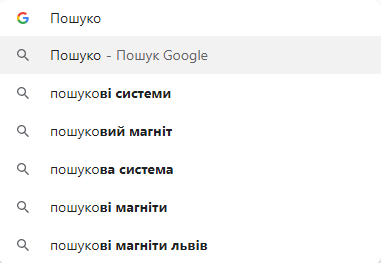 Пошуко
Пошуко - Пошук Google
пошукові системи
пошуковий магніт
пошукова система
пошукові магніти
пошукові магніти львів